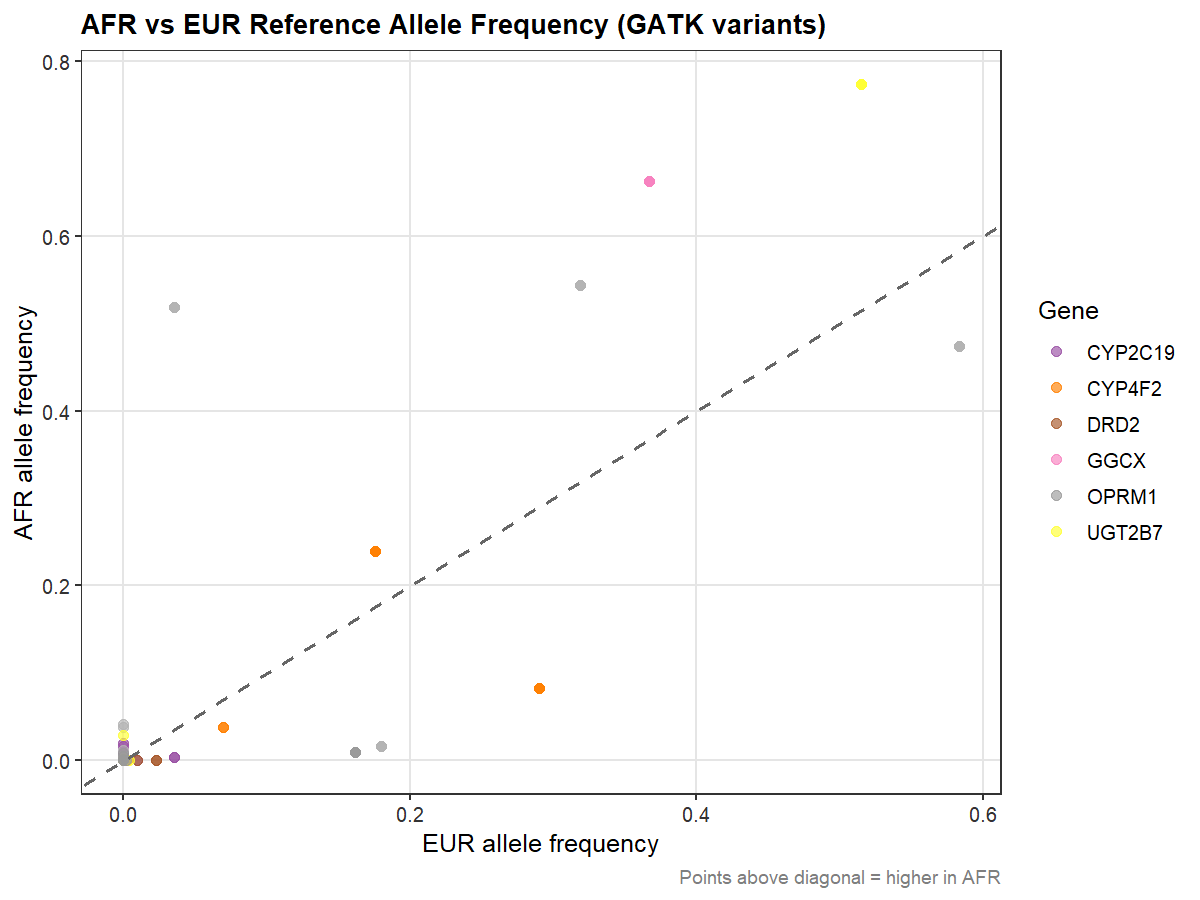 AFR vs EUR Reference Allele Frequency (GATK variants)
AFR allele frequency
0.8
0.6
0.4
0.2
0.0
0.0 0.2 0.4 0.6
EUR allele frequency
Points above diagonal = higher in AFR
Gene
CYP2C19
CYP4F2
DRD2
GGCX
OPRM1
UGT2B7